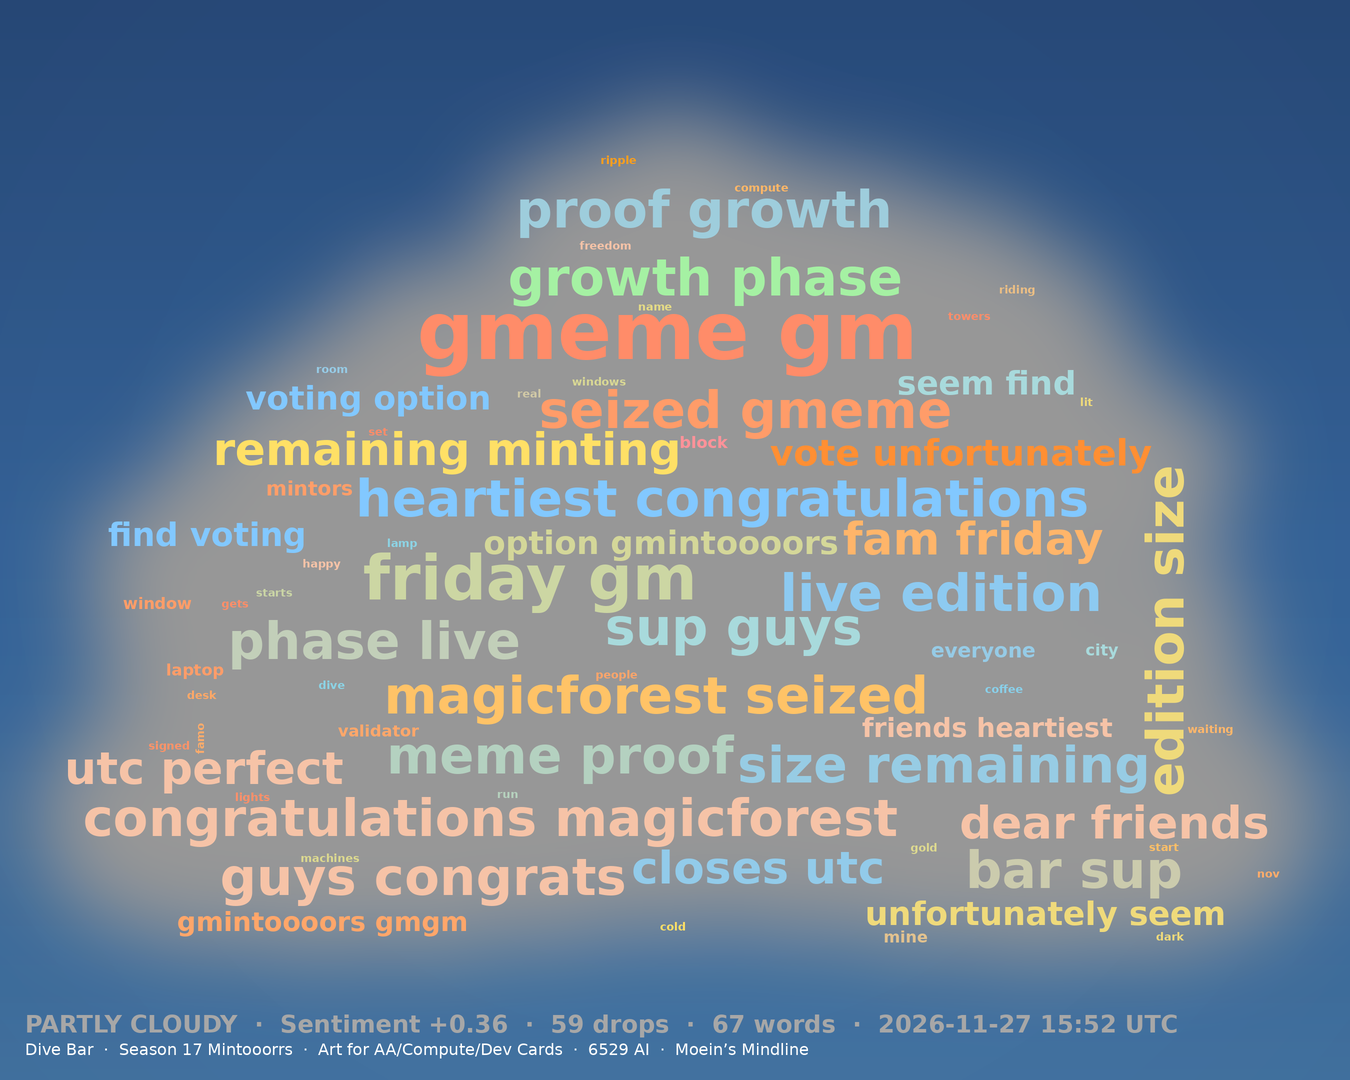 ripple
compute
proof growth
freedom
growth phase
riding
name
towers
gmeme gm
room
windows
seem find
voting option
real
lit
seized gmeme
set
block
remaining minting
vote unfortunately
mintors
heartiest congratulations
find voting
lamp
option gmintoooors
fam friday
edition size
happy
friday gm
starts
live edition
window
gets
sup guys
phase live
everyone
city
laptop
people
dive
desk
coffee
magicforest seized
friends heartiest
waiting
validator
famo
signed
meme proof
size remaining
utc perfect
lights
run
congratulations magicforest
dear friends
gold
start
machines
closes utc
bar sup
guys congrats
nov
unfortunately seem
gmintoooors gmgm
cold
mine
dark
PARTLY CLOUDY · Sentiment +0.36 · 59 drops · 67 words · 2026-11-27 15:52 UTC
Dive Bar · Season 17 Mintooorrs · Art for AA/Compute/Dev Cards · 6529 AI · Moein’s Mindline